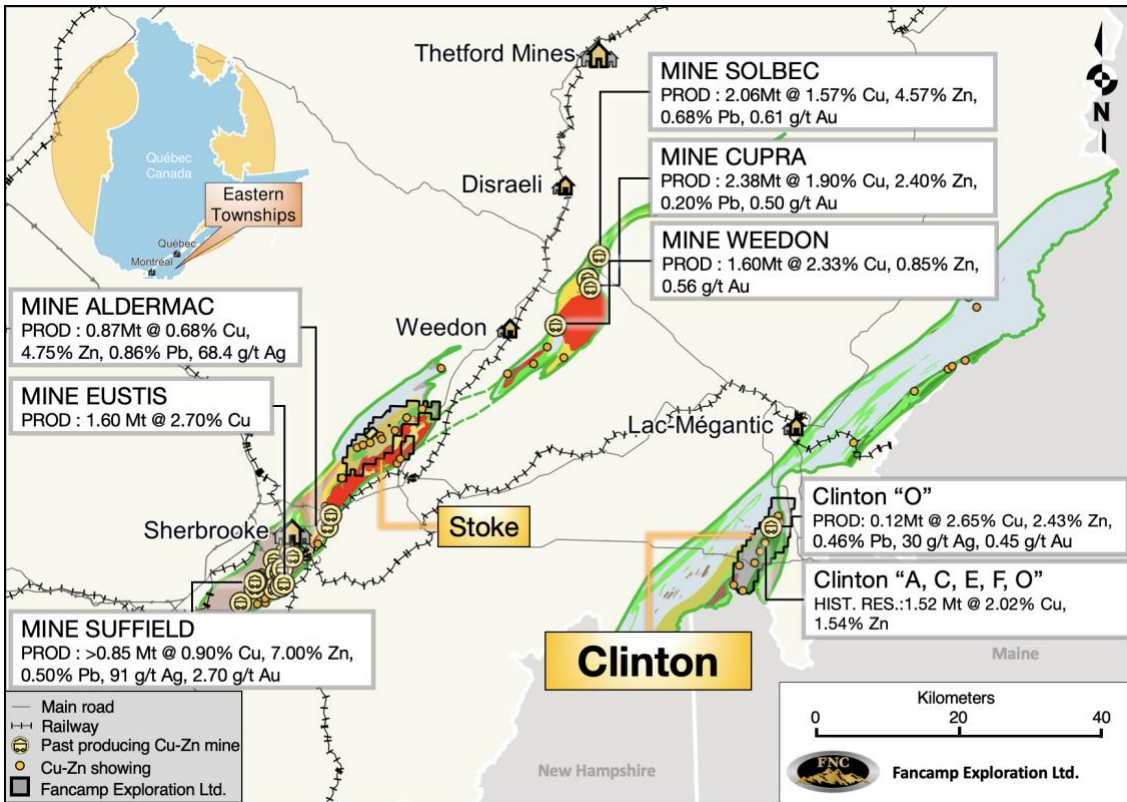 Thetford Mines
MINE SOLBEC
PROD : 2.06Mt @ 1.57% Cu, 4.57% Zn,
0.68% Pb, 0.61 g/t Au
N
Québec
Canada
Eastern
Townships
Québec
Montréal
Disraeli
MINE CUPRA
PROD : 2.38Mt @ 1.90% Cu, 2.40% Zn,
0.20% Pb, 0.50 g/t Au
MINE WEEDON
PROD : 1.60Mt @ 2.33% Cu, 0.85% Zn,
0.56 g/t Au
MINE ALDERMAC
PROD : 0.87Mt @ 0.68% Cu,
4.75% Zn, 0.86% Pb, 68.4 g/t Ag
Weedon
MINE EUSTIS
PROD : 1.60 Mt @ 2.70% Cu
Lac-Mégantic
Sherbrooke
Stoke
Clinton “O”
PROD: 0.12Mt @ 2.65% Cu, 2.43% Zn,
0.46% Pb, 30 g/t Ag, 0.45 g/t Au
Clinton “A, C, E, F, O”
HIST. RES.:1.52 Mt @ 2.02% Cu,
1.54% Zn
MINE SUFFIELD
PROD : >0.85 Mt @ 0.90% Cu, 7.00% Zn,
0.50% Pb, 91 g/t Ag, 2.70 g/t Au
Clinton
Maine
New Hampshire
Main road
Railway
Past producing Cu-Zn mine
Cu-Zn showing
Fancamp Exploration Ltd.
Kilometers
0 20 40
FNC
Fancamp Exploration Ltd.